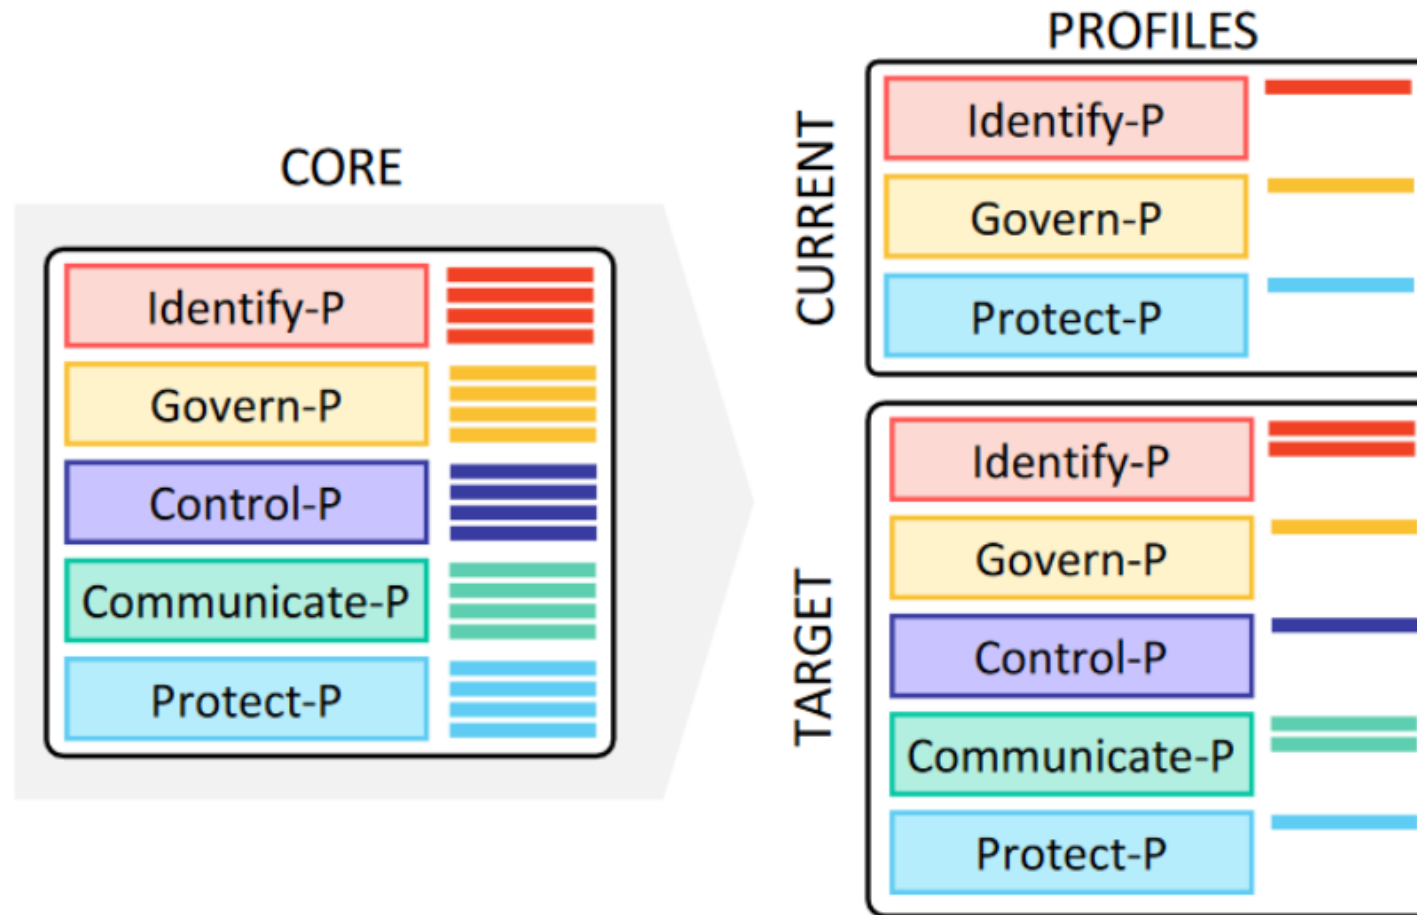 CORE
Identify-P
Govern-P
Control-P
Communicate-P
Protect-P
PROFILES
CURRENT
Identify-P
Govern-P
Protect-P
TARGET
Identify-P
Govern-P
Control-P
Communicate-P
Protect-P